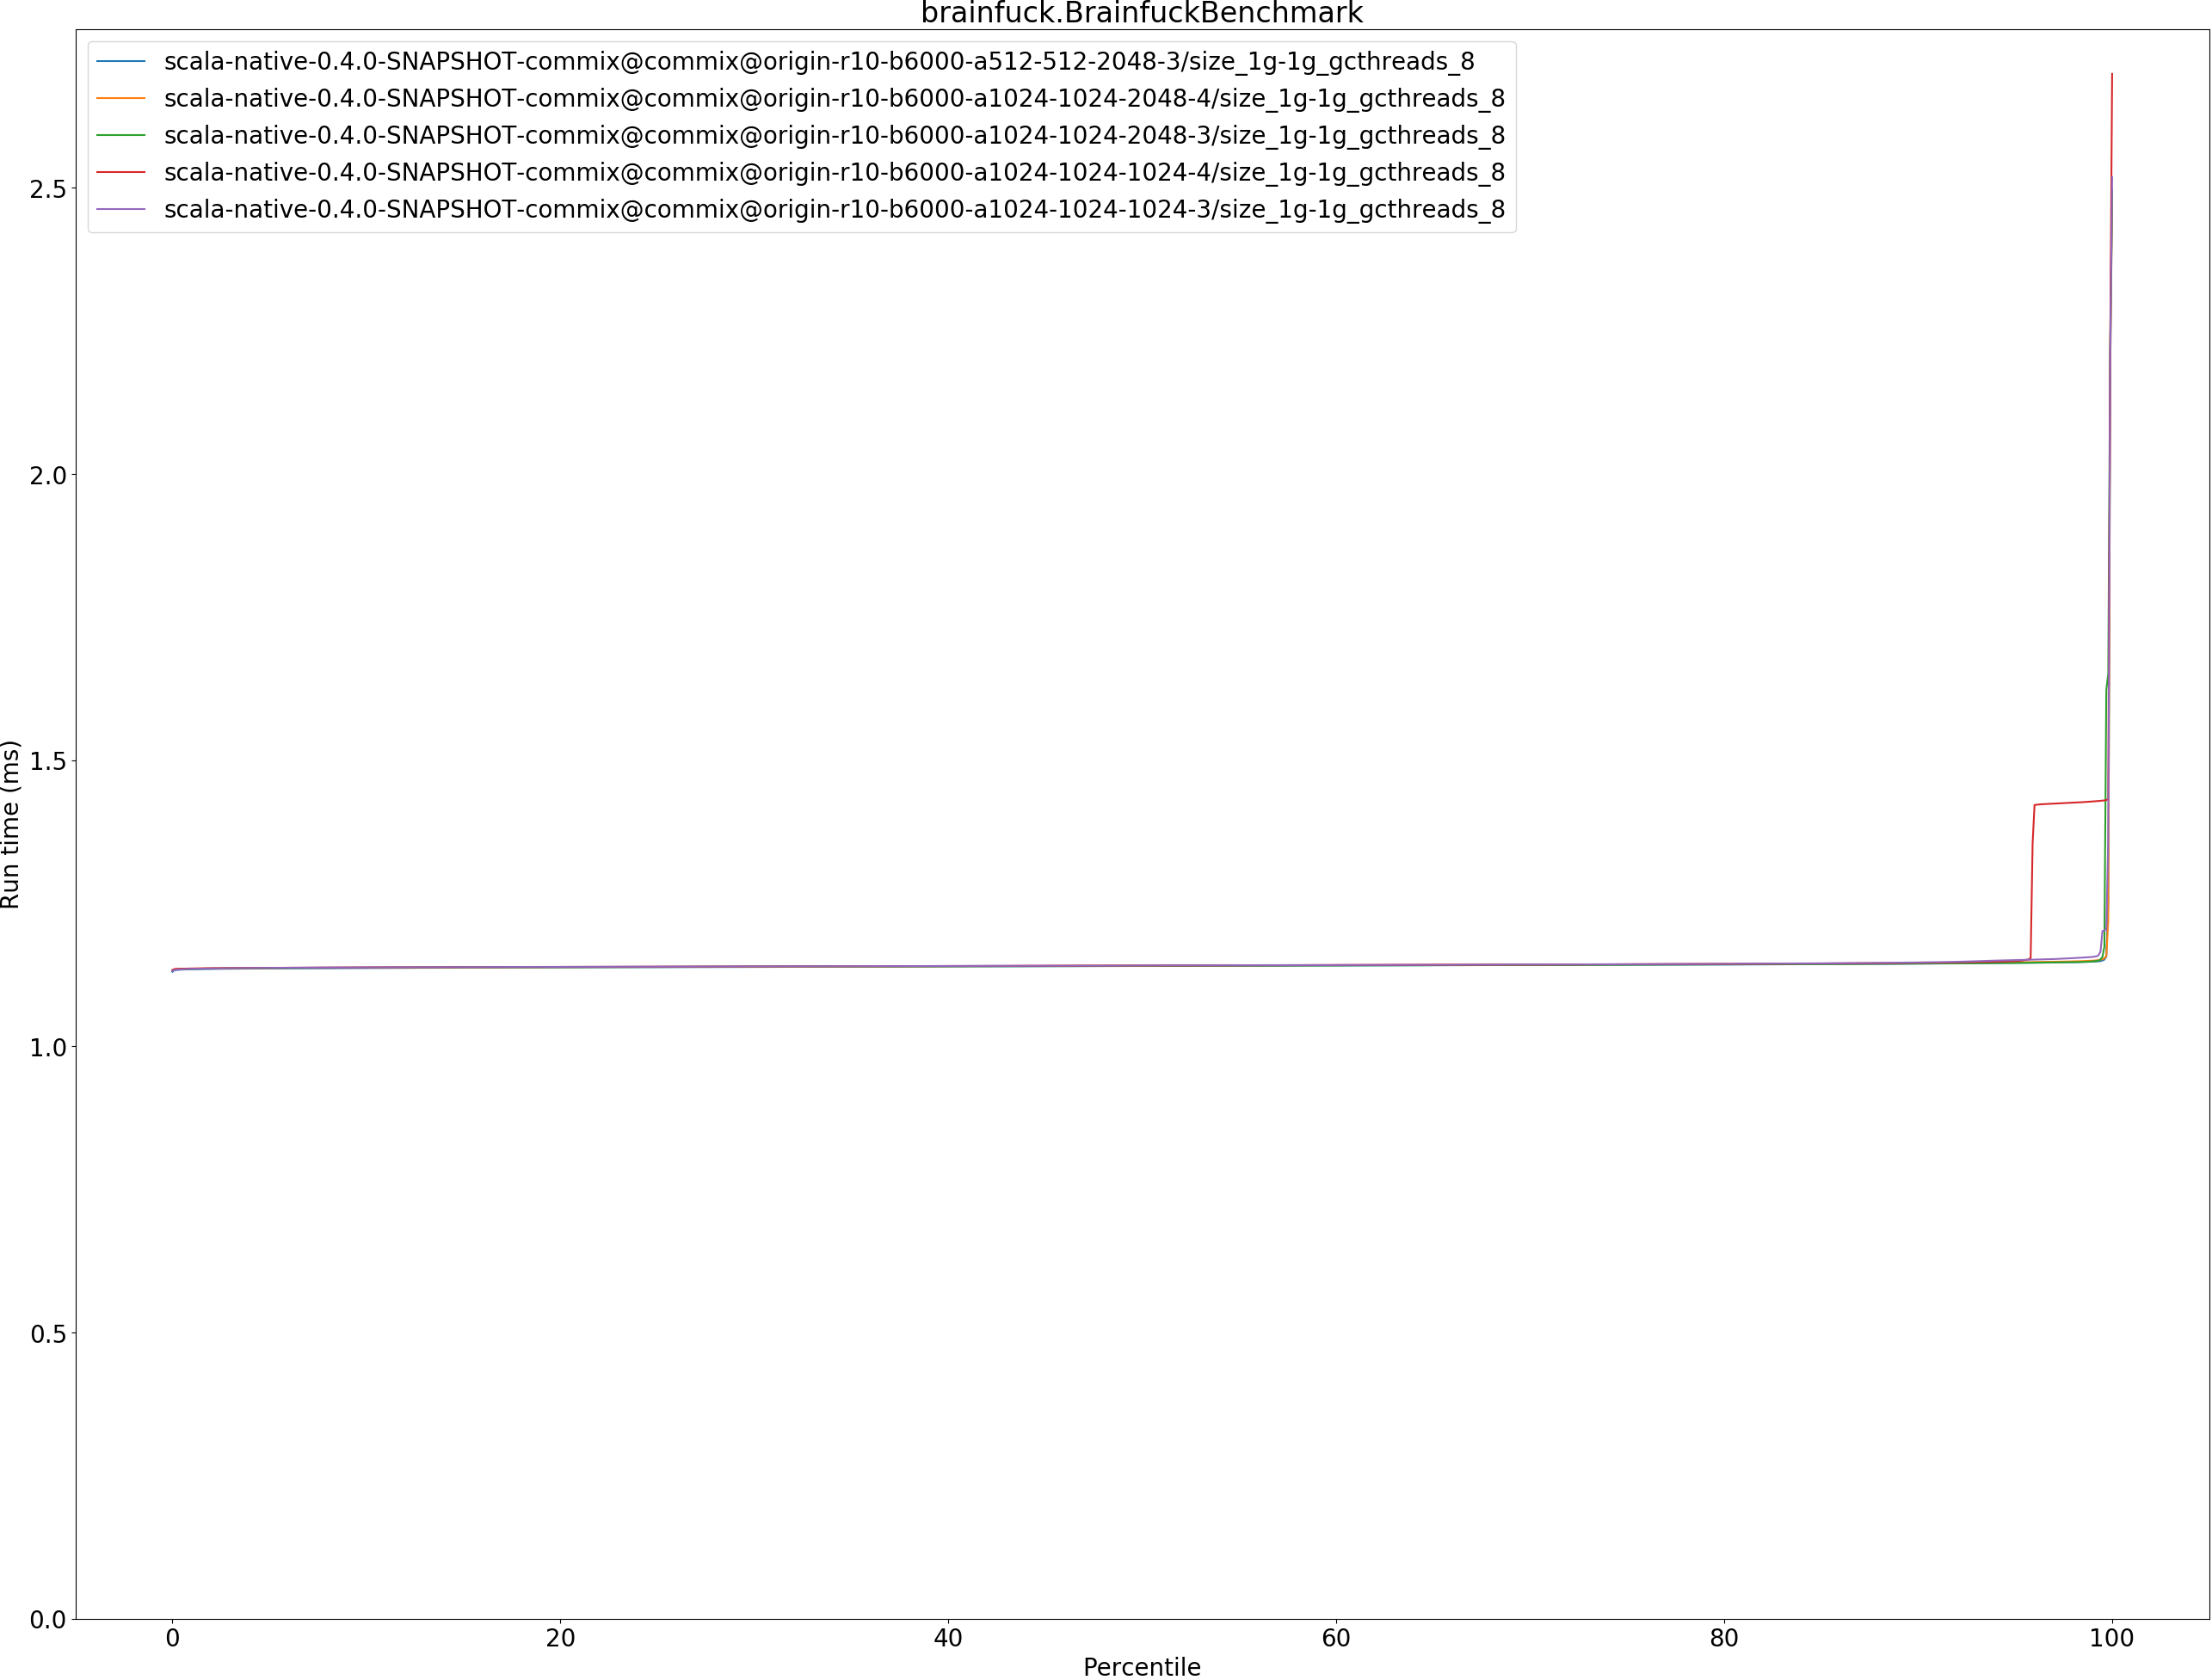 brainfuck.BrainfuckBenchmark
scala-native-0.4.0-SNAPSHOT-commix@commix@origin-r10-b6000-a512-512-2048-3/size_1g-1g_gcthreads_8
scala-native-0.4.0-SNAPSHOT-commix@commix@origin-r10-b6000-a1024-1024-2048-4/size_1g-1g_gcthreads_8
scala-native-0.4.0-SNAPSHOT-commix@commix@origin-r10-b6000-a1024-1024-2048-3/size_1g-1g_gcthreads_8
scala-native-0.4.0-SNAPSHOT-commix@commix@origin-r10-b6000-a1024-1024-1024-4/size_1g-1g_gcthreads_8
scala-native-0.4.0-SNAPSHOT-commix@commix@origin-r10-b6000-a1024-1024-1024-3/size_1g-1g_gcthreads_8
2.5
2.0
1.5
1.0
0.5
0.0
Run time (ms)
0 20 40 60 80 100
Percentile